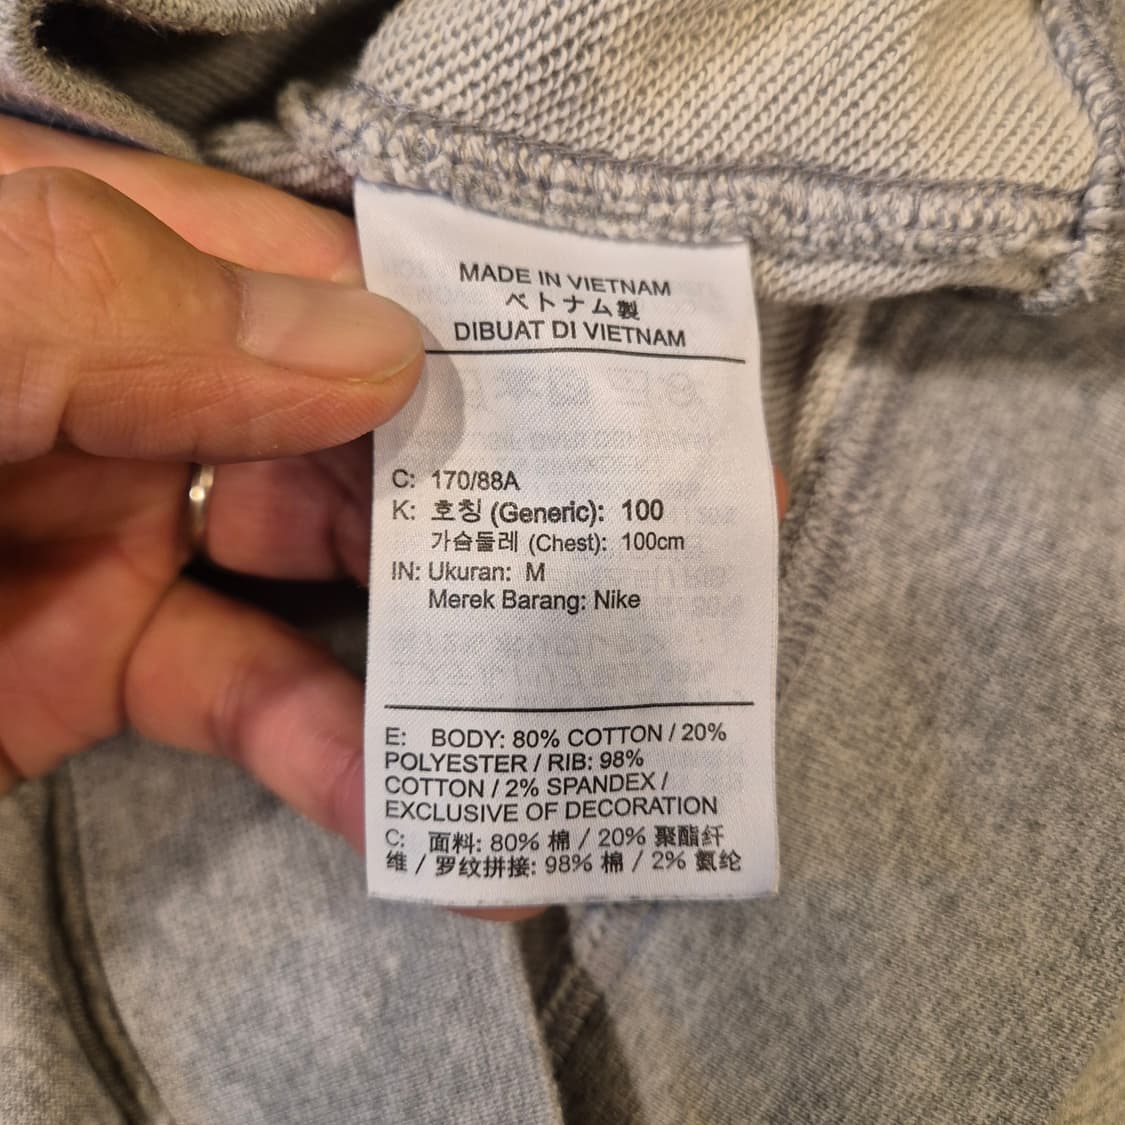 MADE IN VIETNAM
ベトナム製
DIBUAT DI VIETNAM
C: 170/88A
K: 호칭 (Generic): 100
가슴둘레 (Chest): 100cm
IN: Ukuran: M
Merek Barang: Nike
E: BODY: 80% COTTON / 20%
POLYESTER / RIB: 98%
COTTON / 2% SPANDEX /
EXCLUSIVE OF DECORATION
C: 面料: 80% 棉 / 20% 聚酯纤
维 / 罗纹拼接: 98% 棉 / 2% 氨纶